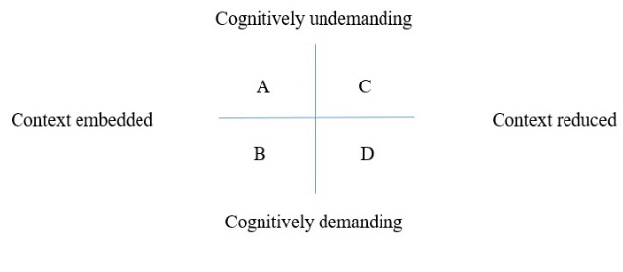 Cognitively undemanding
A C
Context embedded Context reduced
B D
Cognitively demanding